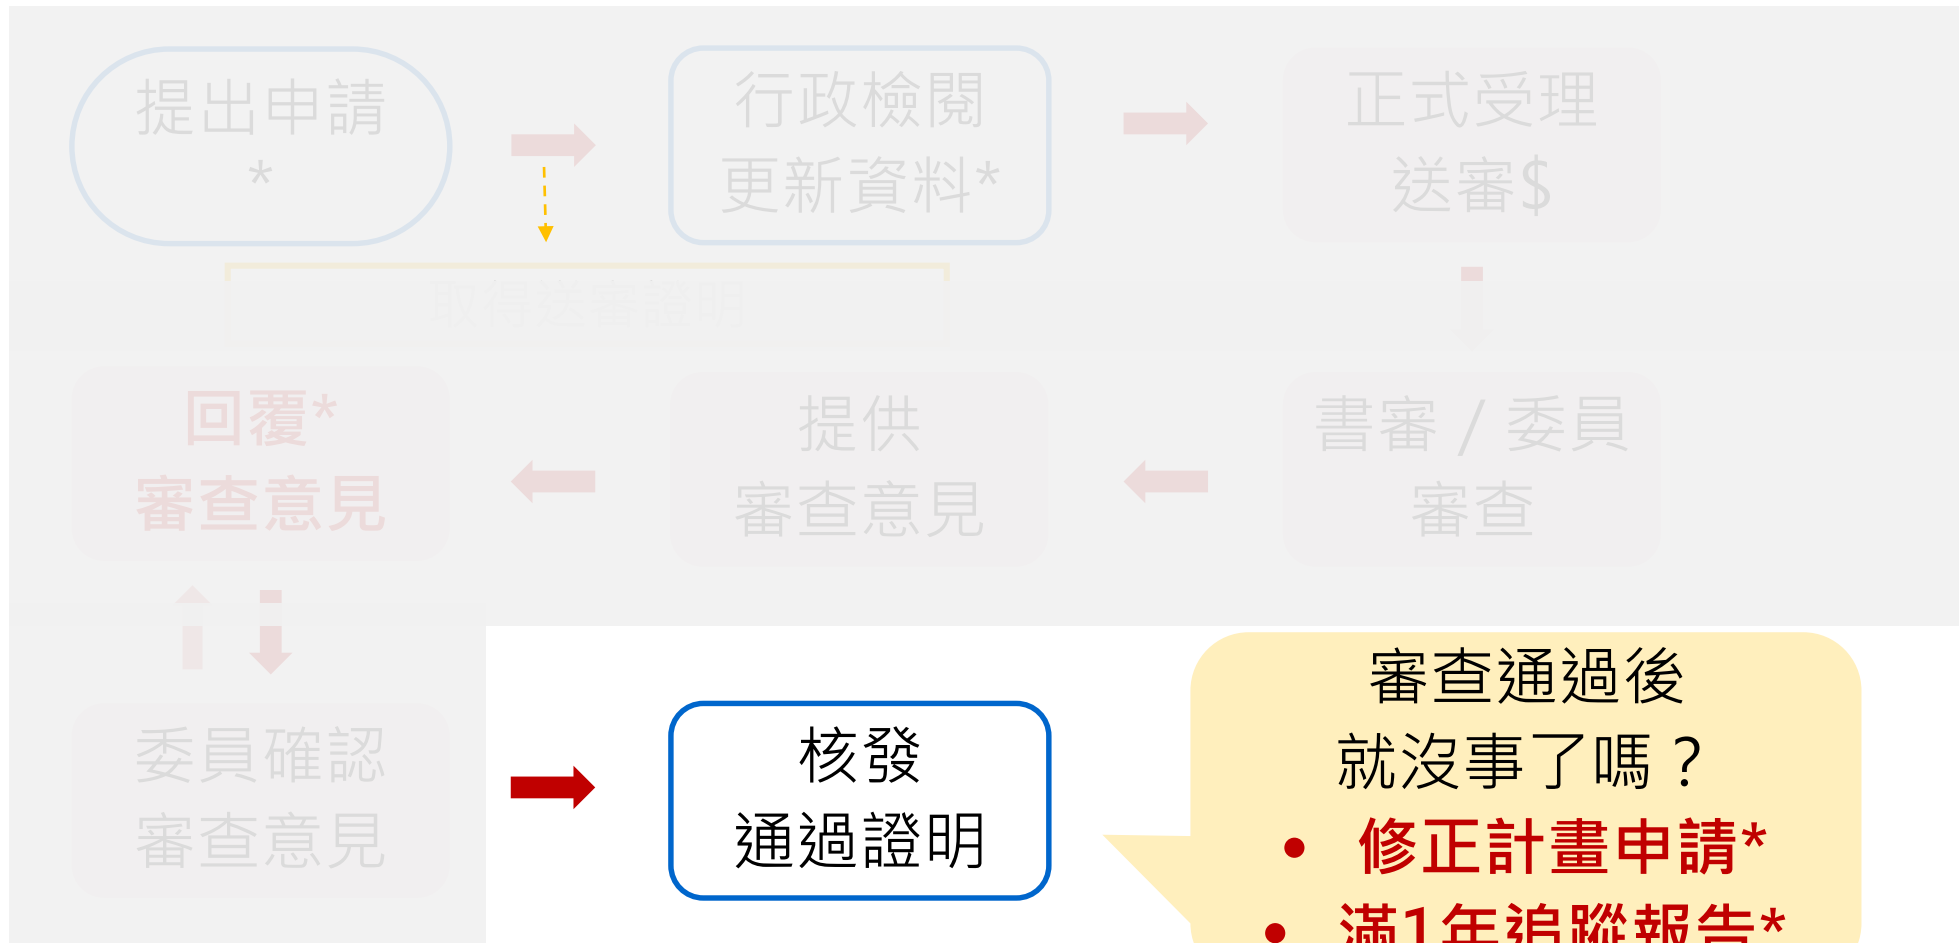 提出申請
*
行政檢閱
更新資料*
正式受理
送審$
取得送審證明
回覆*
審查意見
提供
審查意見
書審 / 委員
審查
委員確認
審查意見
核發
通過證明
審查通過後
就沒事了嗎？
• 修正計畫申請*
• 滿1年追蹤報告*